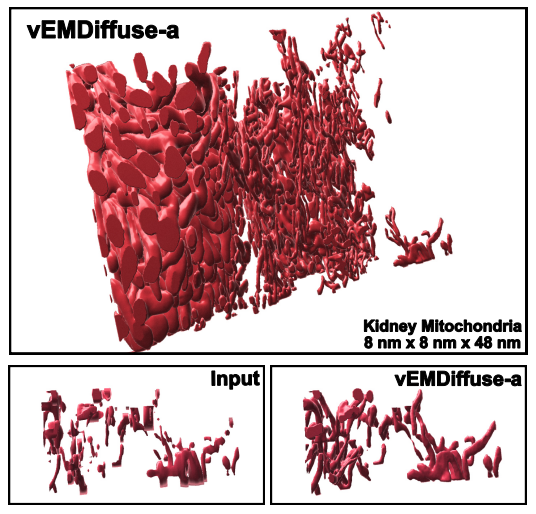 vEMDiffuse-a
Kidney Mitochondria
8 nm x 8 nm x 48 nm
Input
vEMDiffuse-a